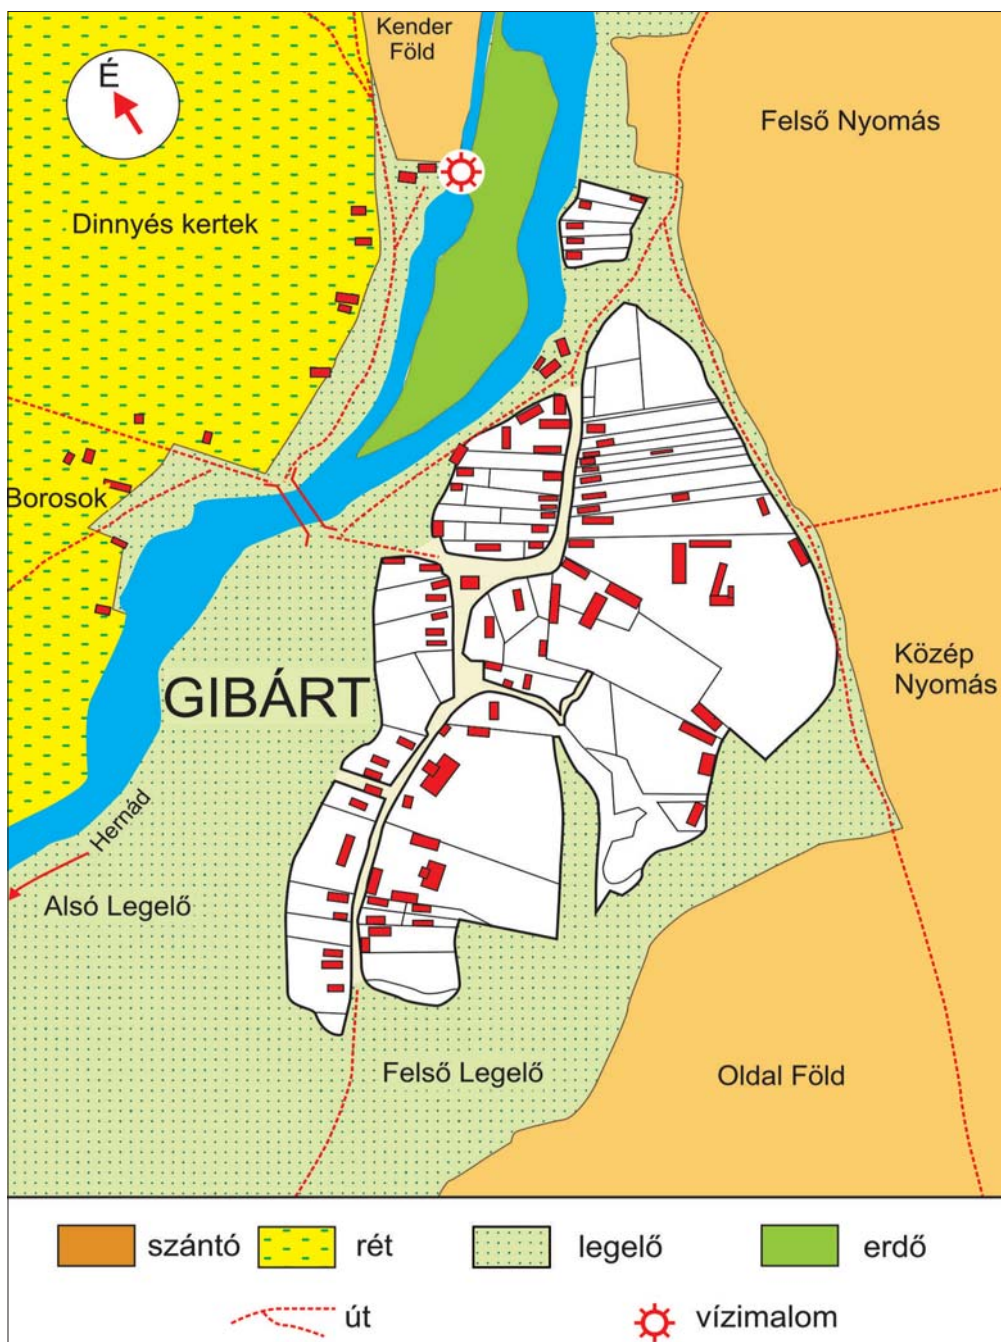 Kender
Föld
É
Felső Nyomás
Dinnyés kertek
Borosok
Közép
Nyomás
GIBÁRT
Hernád
Alsó Legelő
Felső Legelő
Oldal Föld
szántó
rét
legelő
erdő
út
vízimalom